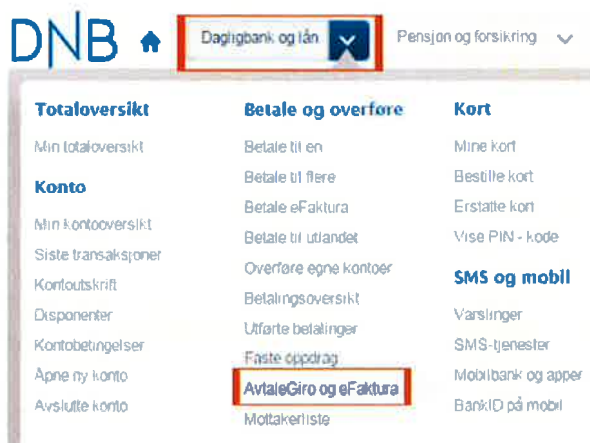 DNB
Dagligbank og lån
Pensjon og forsikring
Totaloversikt
Min totaloversikt
Konto
Min kontooversikt
Siste transaksjoner
Kontoutskrift
Disponenter
Kontobetingelser
Åpne ny konto
Avslutte konto
Betale og overføre
Betale til en
Betale til flere
Betale eFaktura
Betale til utlandet
Overføre egne kontoer
Betalingsoversikt
Utførte betalinger
Faste oppdrag
AvtaleGiro og eFaktura
Mottakerliste
Kort
Mine kort
Bestille kort
Erstatte kort
Vise PIN - kode
SMS og mobil
Varslinger
SMS-tjenester
Mobilbank og apper
BankID på mobil